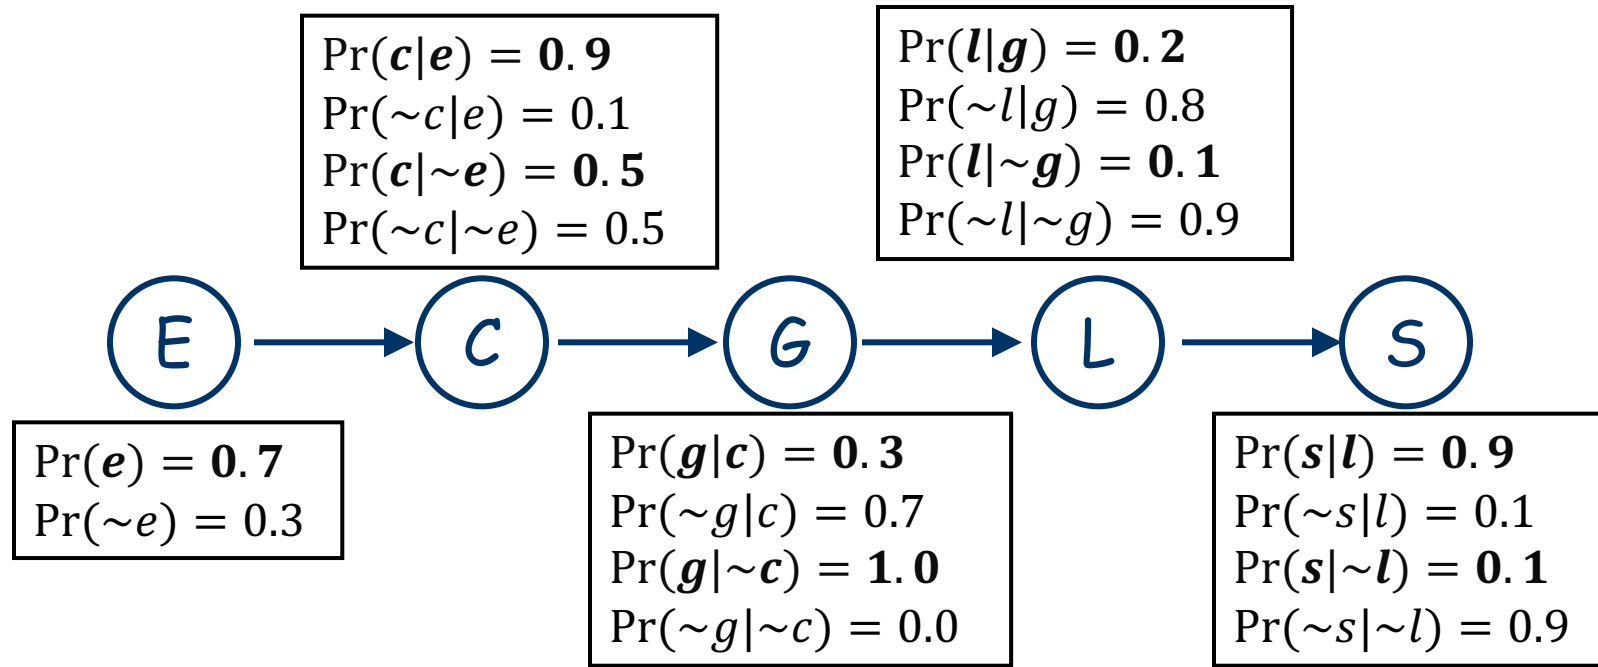 Pr(c|e) = 0.9
Pr(~c|e) = 0.1
Pr(c|~e) = 0.5
Pr(~c|~e) = 0.5
Pr(l|g) = 0.2
Pr(~l|g) = 0.8
Pr(l|~g) = 0.1
Pr(~l|~g) = 0.9
E
C
G
L
S
Pr(e) = 0.7
Pr(~e) = 0.3
Pr(g|c) = 0.3
Pr(~g|c) = 0.7
Pr(g|~c) = 1.0
Pr(~g|~c) = 0.0
Pr(s|l) = 0.9
Pr(~s|l) = 0.1
Pr(s|~l) = 0.1
Pr(~s|~l) = 0.9